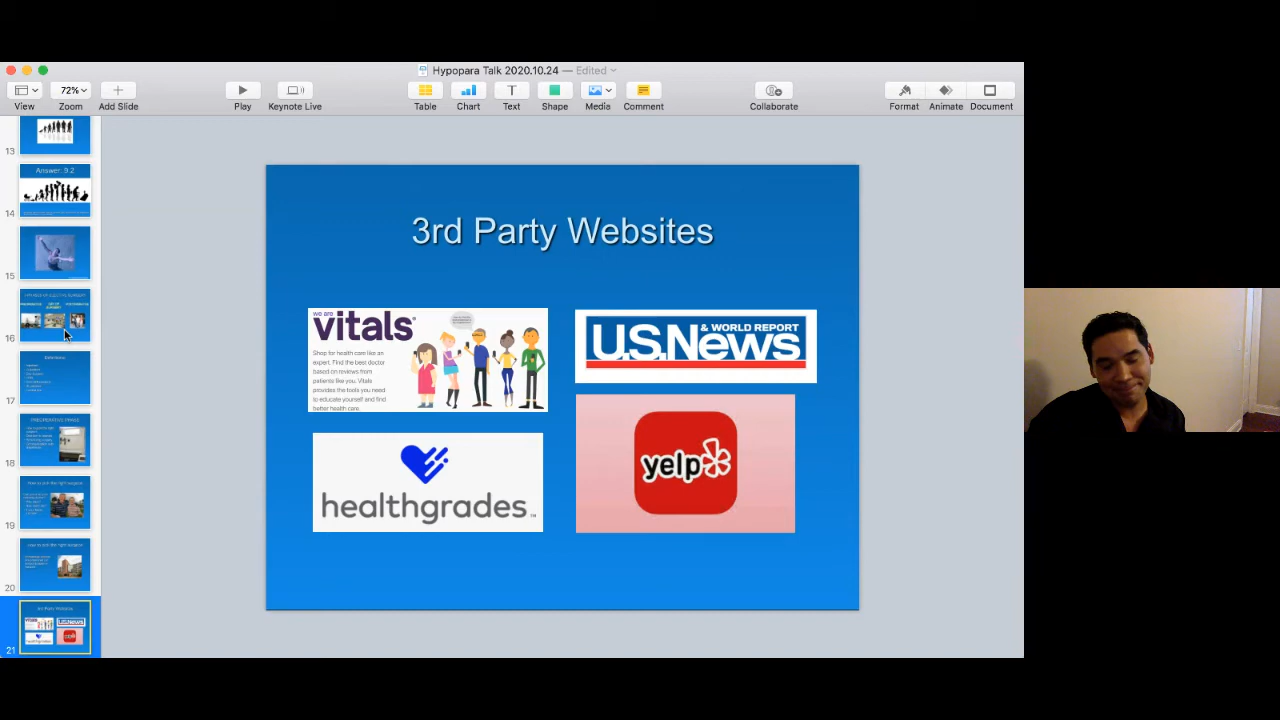 Hypopara Talk 2020.10.24 — Edited
72%
View
Zoom
Add Slide
Play
Keynote Live
Table
Chart
Text
Shape
Media
Comment
Collaborate
Format
Animate
Document
13
Answer: 9.2
14
15
16
17
18
19
20
3rd Party Websites
21
3rd Party Websites
we are
vitals
Shop for health care like an
expert. Find the best doctor
based on reviews from
patients like you. Vitals
provides the tools you need
to educate yourself and find
better health care.
U.S.News & WORLD REPORT
healthgrades™
yelp